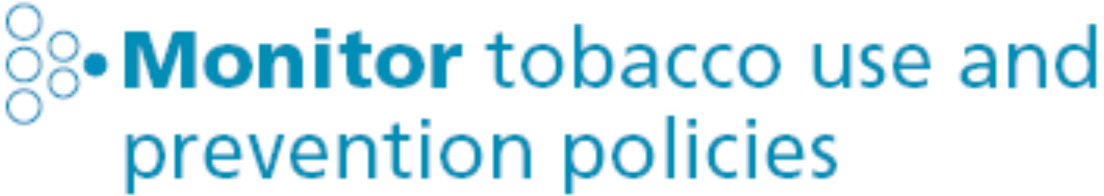 Monitor tobacco use and
prevention policies